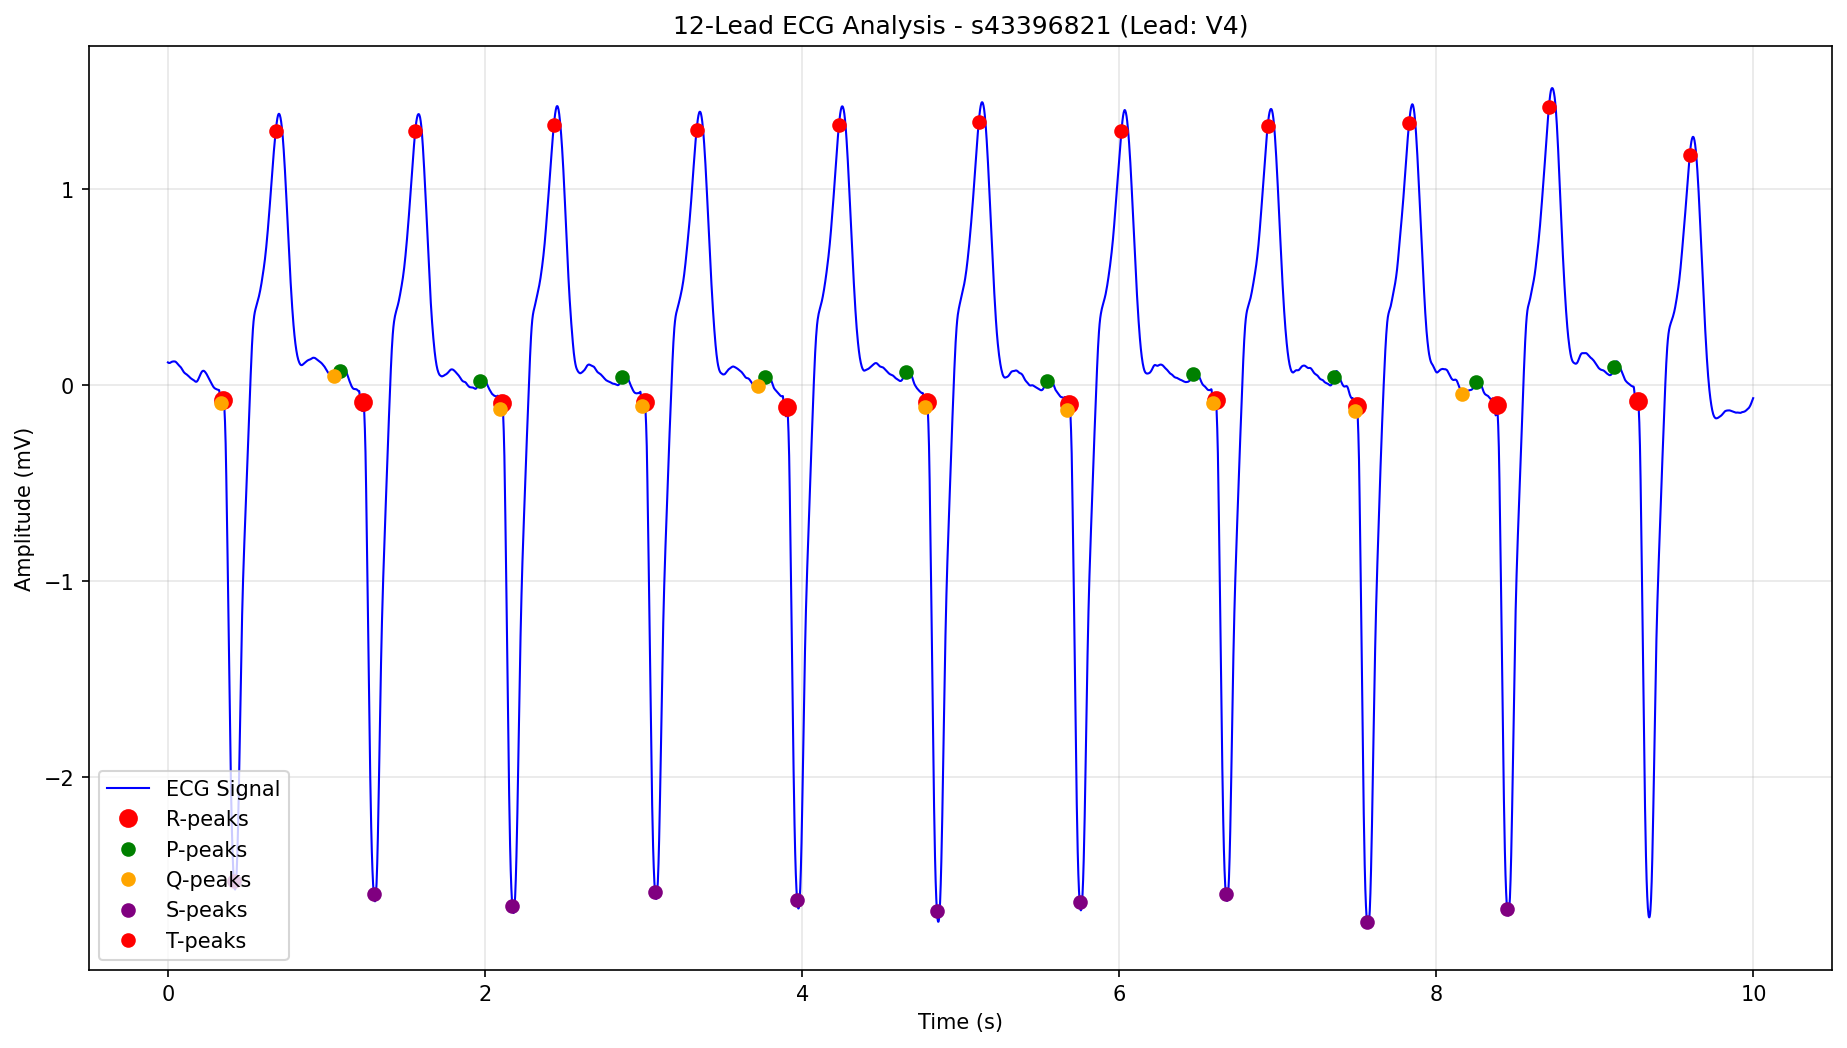 12-Lead ECG Analysis - s43396821 (Lead: V4)
Amplitude (mV)
1
0
−1
−2
ECG Signal
R-peaks
P-peaks
Q-peaks
S-peaks
T-peaks
0 2 4 6 8 10
Time (s)